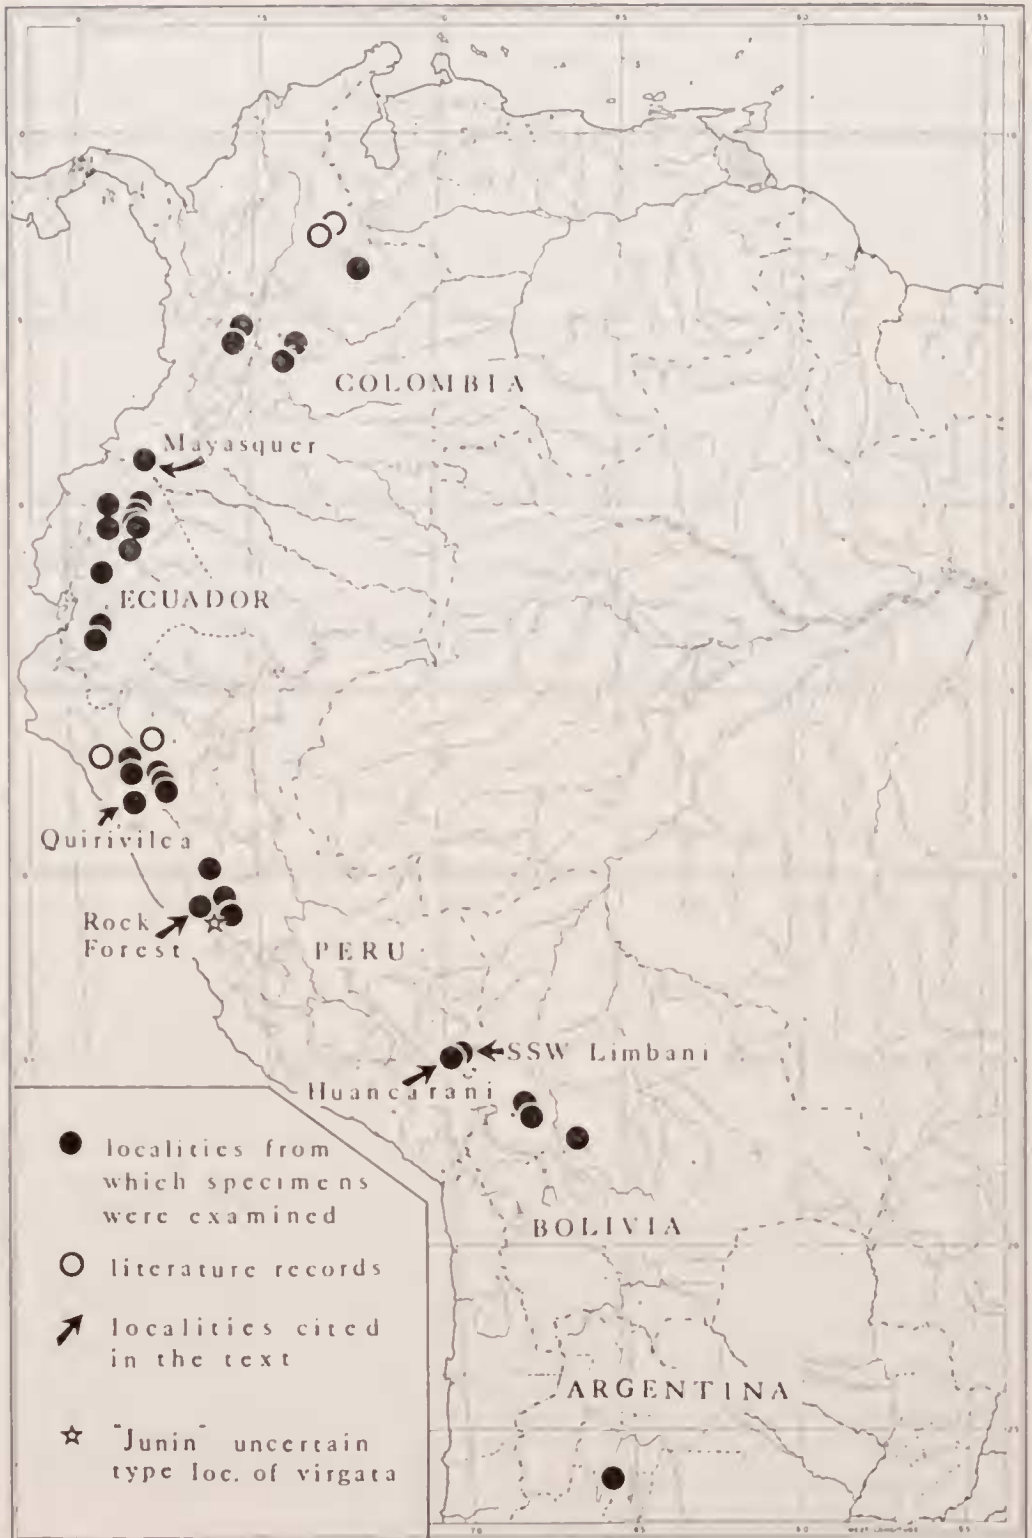 COLOMBIA
Mayasquer
ECUADOR
Quirivilca
Rock
Forest
PERU
SSW Limbani
Huancarani
BOLIVIA
ARGENTINA
localities from
which specimens
were examined
literature records
localities cited
in the text
"Junin" uncertain
type loc. of virgata